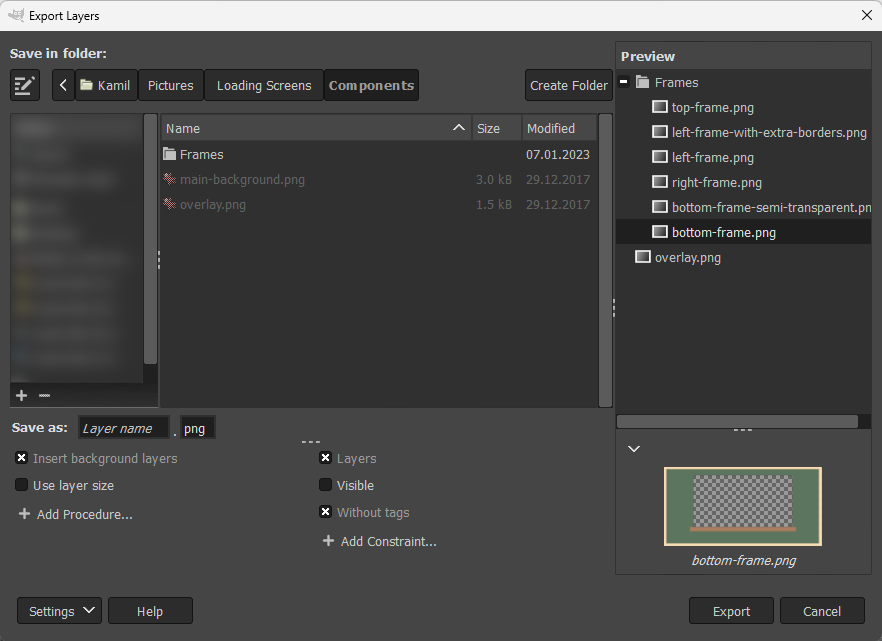 Export Layers
Save in folder:
Kamil
Pictures
Loading Screens
Components
Create Folder
Name
Size
Modified
Frames
07.01.2023
main-background.png
3.0 kB
29.12.2017
overlay.png
1.5 kB
29.12.2017
Save as:
Layer name
.
png
Insert background layers
Use layer size
Add Procedure...
Layers
Visible
Without tags
Add Constraint...
Preview
Frames
top-frame.png
left-frame-with-extra-borders.png
left-frame.png
right-frame.png
bottom-frame-semi-transparent.pn
bottom-frame.png
overlay.png
bottom-frame.png
Settings
Help
Export
Cancel